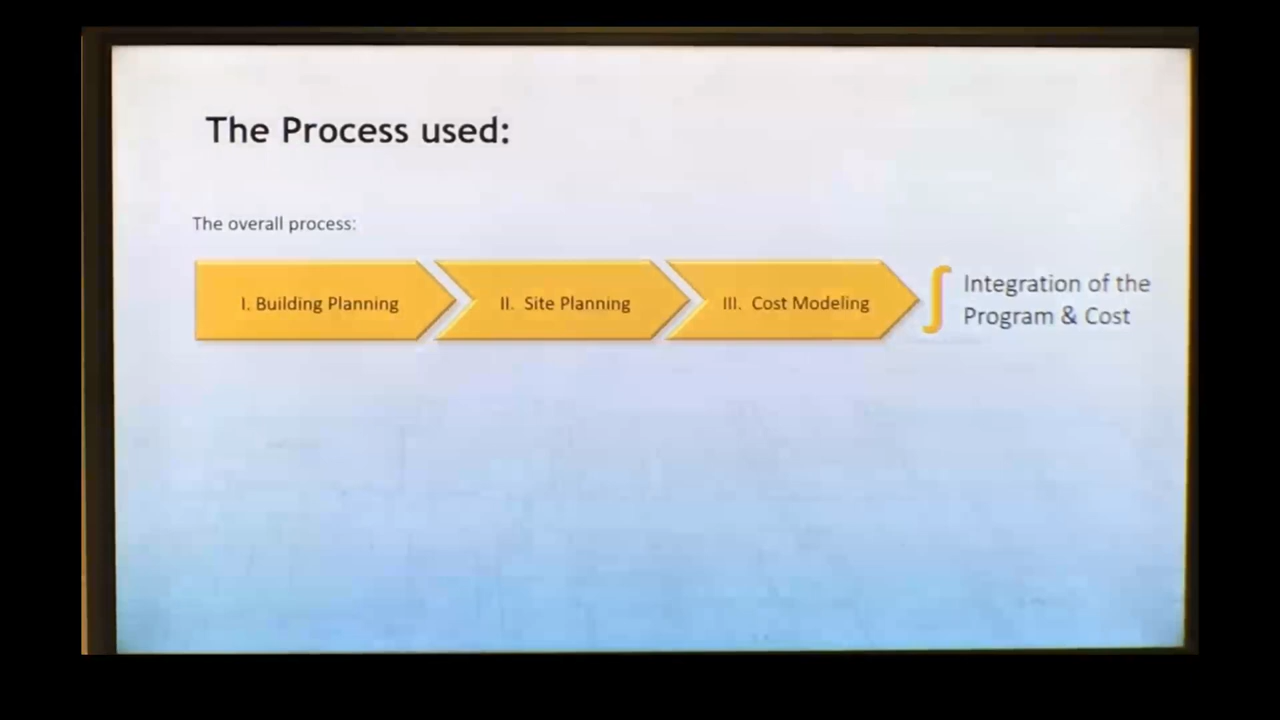 The Process used:
The overall process:
I. Building Planning
II. Site Planning
III. Cost Modeling
∫ Integration of the
Program & Cost